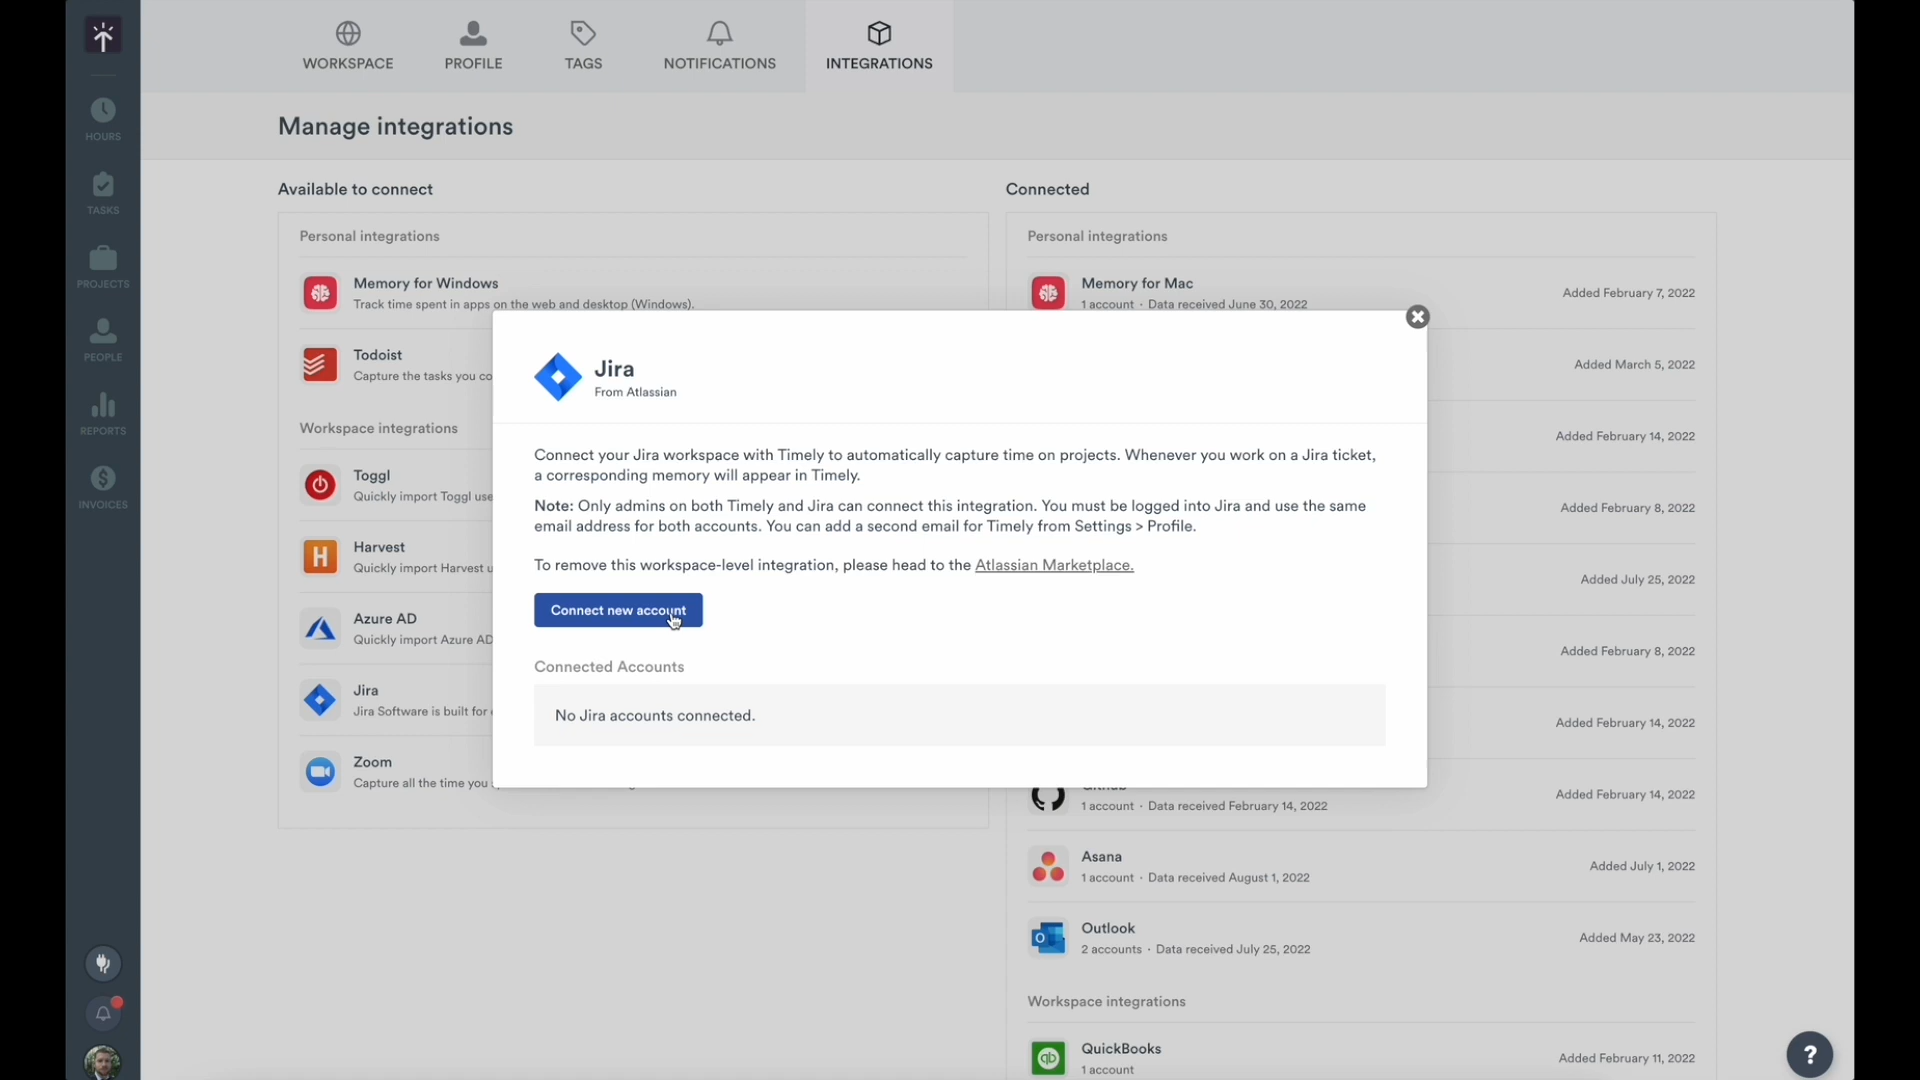 WORKSPACE
PROFILE
TAGS
NOTIFICATIONS
INTEGRATIONS
HOURS
TASKS
PROJECTS
PEOPLE
REPORTS
INVOICES
Manage integrations
Available to connect
Personal integrations
Memory for Windows
Track time spent in apps on the web and desktop (Windows).
Todoist
Capture the tasks you co
Workspace integrations
Toggl
Quickly import Toggl use
Harvest
Quickly import Harvest u
Azure AD
Quickly import Azure AD
Jira
Jira Software is built for
Zoom
Capture all the time you
Connected
Personal integrations
Memory for Mac
1 account · Data received June 30, 2022
Added February 7, 2022
Added March 5, 2022
Added February 14, 2022
Added February 8, 2022
Added July 25, 2022
Added February 8, 2022
Added February 14, 2022
1 account · Data received February 14, 2022
Added February 14, 2022
Asana
1 account · Data received August 1, 2022
Added July 1, 2022
Outlook
2 accounts · Data received July 25, 2022
Added May 23, 2022
Workspace integrations
QuickBooks
1 account
Added February 11, 2022
Jira
From Atlassian
Connect your Jira workspace with Timely to automatically capture time on projects. Whenever you work on a Jira ticket,
a corresponding memory will appear in Timely.
Note: Only admins on both Timely and Jira can connect this integration. You must be logged into Jira and use the same
email address for both accounts. You can add a second email for Timely from Settings > Profile.
To remove this workspace-level integration, please head to the Atlassian Marketplace.
Connect new account
Connected Accounts
No Jira accounts connected.
?